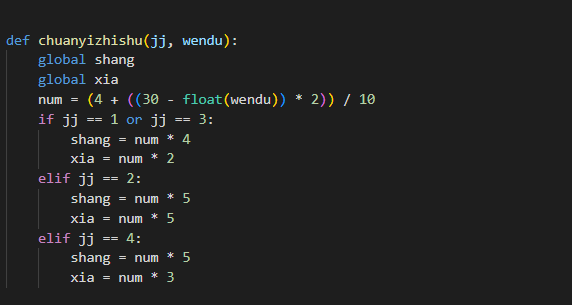 def chuanyizhishu(jj, wendu):
    global shang
    global xia
    num = (4 + ((30 - float(wendu)) * 2)) / 10
    if jj == 1 or jj == 3:
        shang = num * 4
        xia = num * 2
    elif jj == 2:
        shang = num * 5
        xia = num * 5
    elif jj == 4:
        shang = num * 5
        xia = num * 3